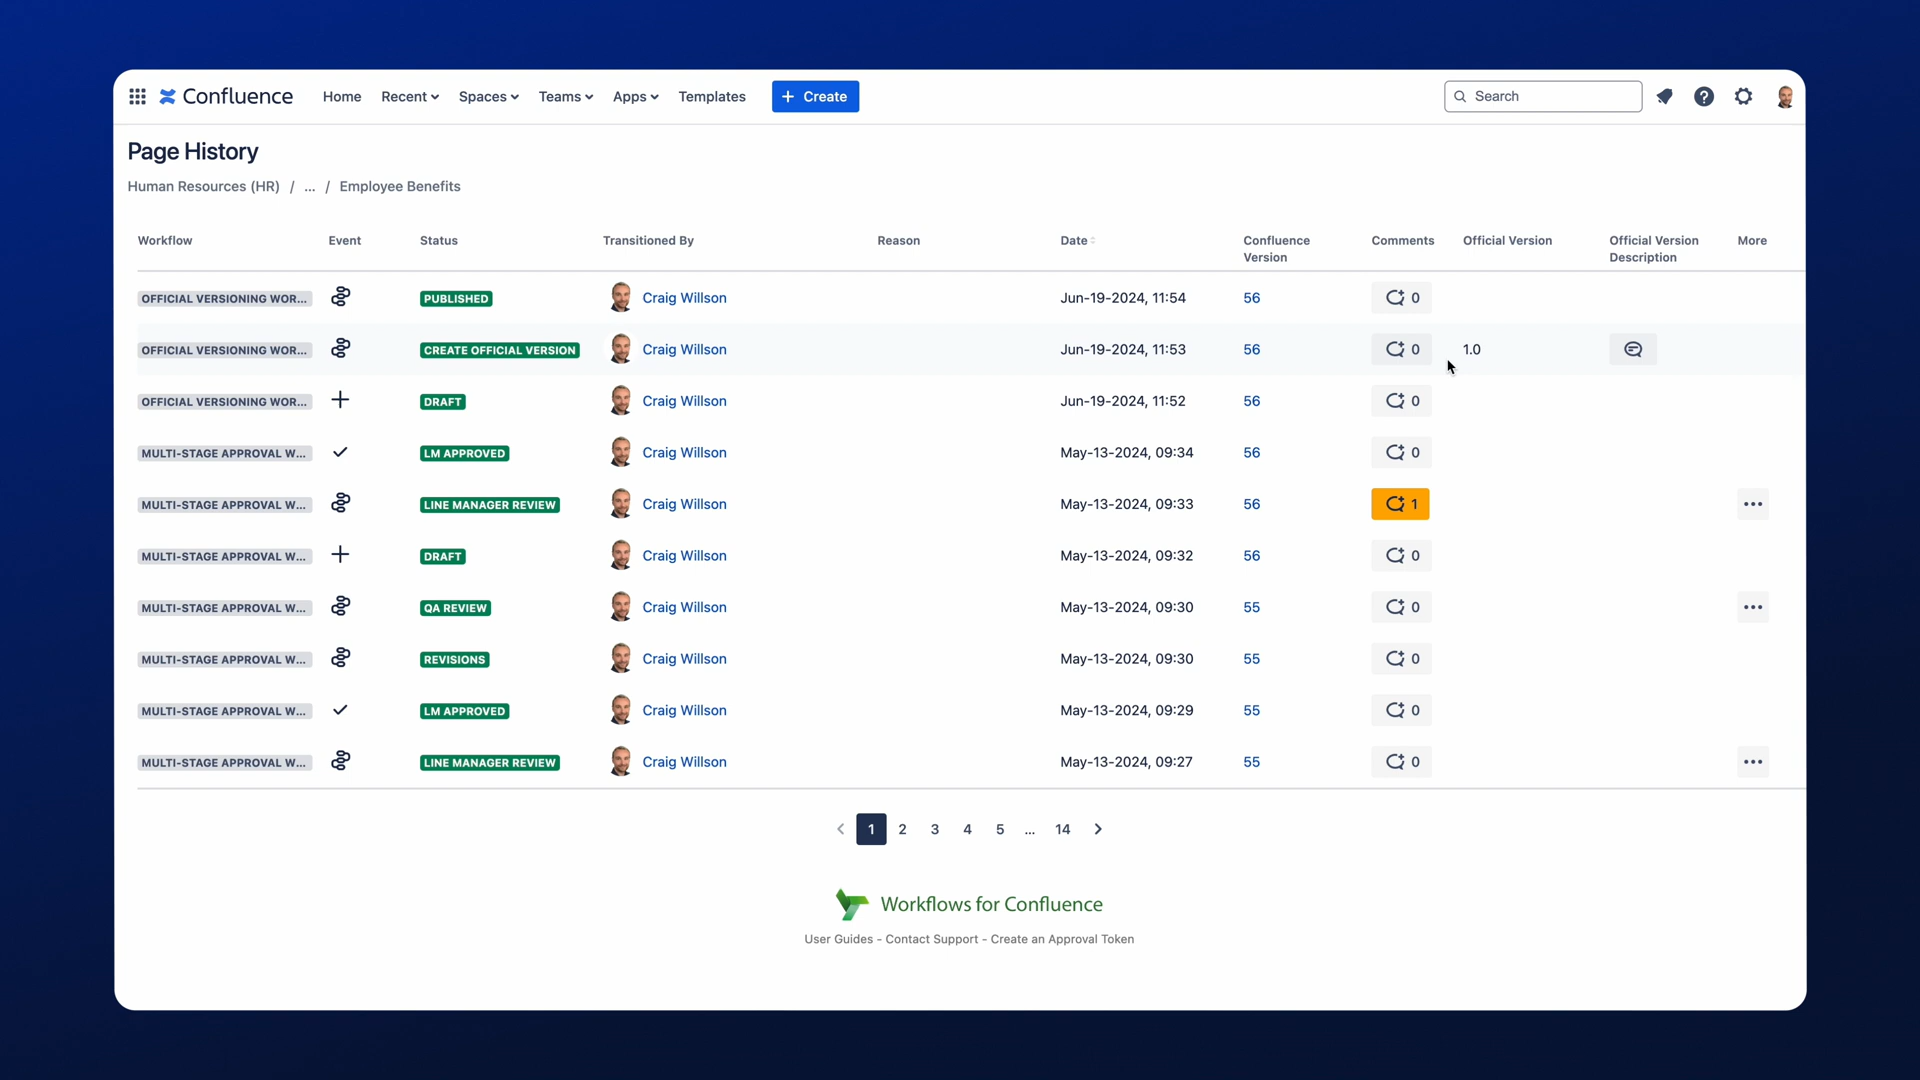 Confluence Home Recent Spaces Teams Apps Templates + Create Search
Page History
Human Resources (HR) / ... / Employee Benefits
Workflow Event Status Transitioned By Reason Date Confluence Version Comments Official Version Official Version Description More
OFFICIAL VERSIONING WOR... PUBLISHED Craig Willson Jun-19-2024, 11:54 56 0
OFFICIAL VERSIONING WOR... CREATE OFFICIAL VERSION Craig Willson Jun-19-2024, 11:53 56 0 1.0
OFFICIAL VERSIONING WOR... DRAFT Craig Willson Jun-19-2024, 11:52 56 0
MULTI-STAGE APPROVAL W... LM APPROVED Craig Willson May-13-2024, 09:34 56 0
MULTI-STAGE APPROVAL W... LINE MANAGER REVIEW Craig Willson May-13-2024, 09:33 56 1
MULTI-STAGE APPROVAL W... DRAFT Craig Willson May-13-2024, 09:32 56 0
MULTI-STAGE APPROVAL W... QA REVIEW Craig Willson May-13-2024, 09:30 55 0
MULTI-STAGE APPROVAL W... REVISIONS Craig Willson May-13-2024, 09:30 55 0
MULTI-STAGE APPROVAL W... LM APPROVED Craig Willson May-13-2024, 09:29 55 0
MULTI-STAGE APPROVAL W... LINE MANAGER REVIEW Craig Willson May-13-2024, 09:27 55 0
1 2 3 4 5 ... 14
Workflows for Confluence
User Guides - Contact Support - Create an Approval Token